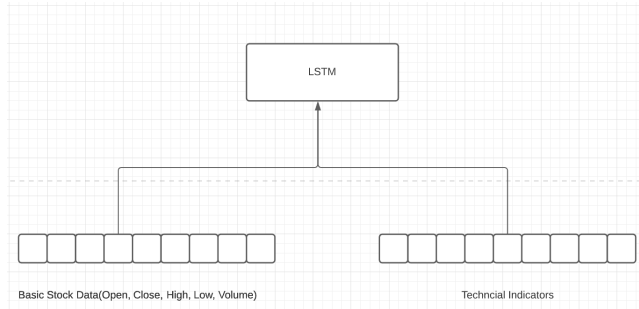 LSTM
Basic Stock Data(Open, Close, High, Low, Volume)
Techncial Indicators